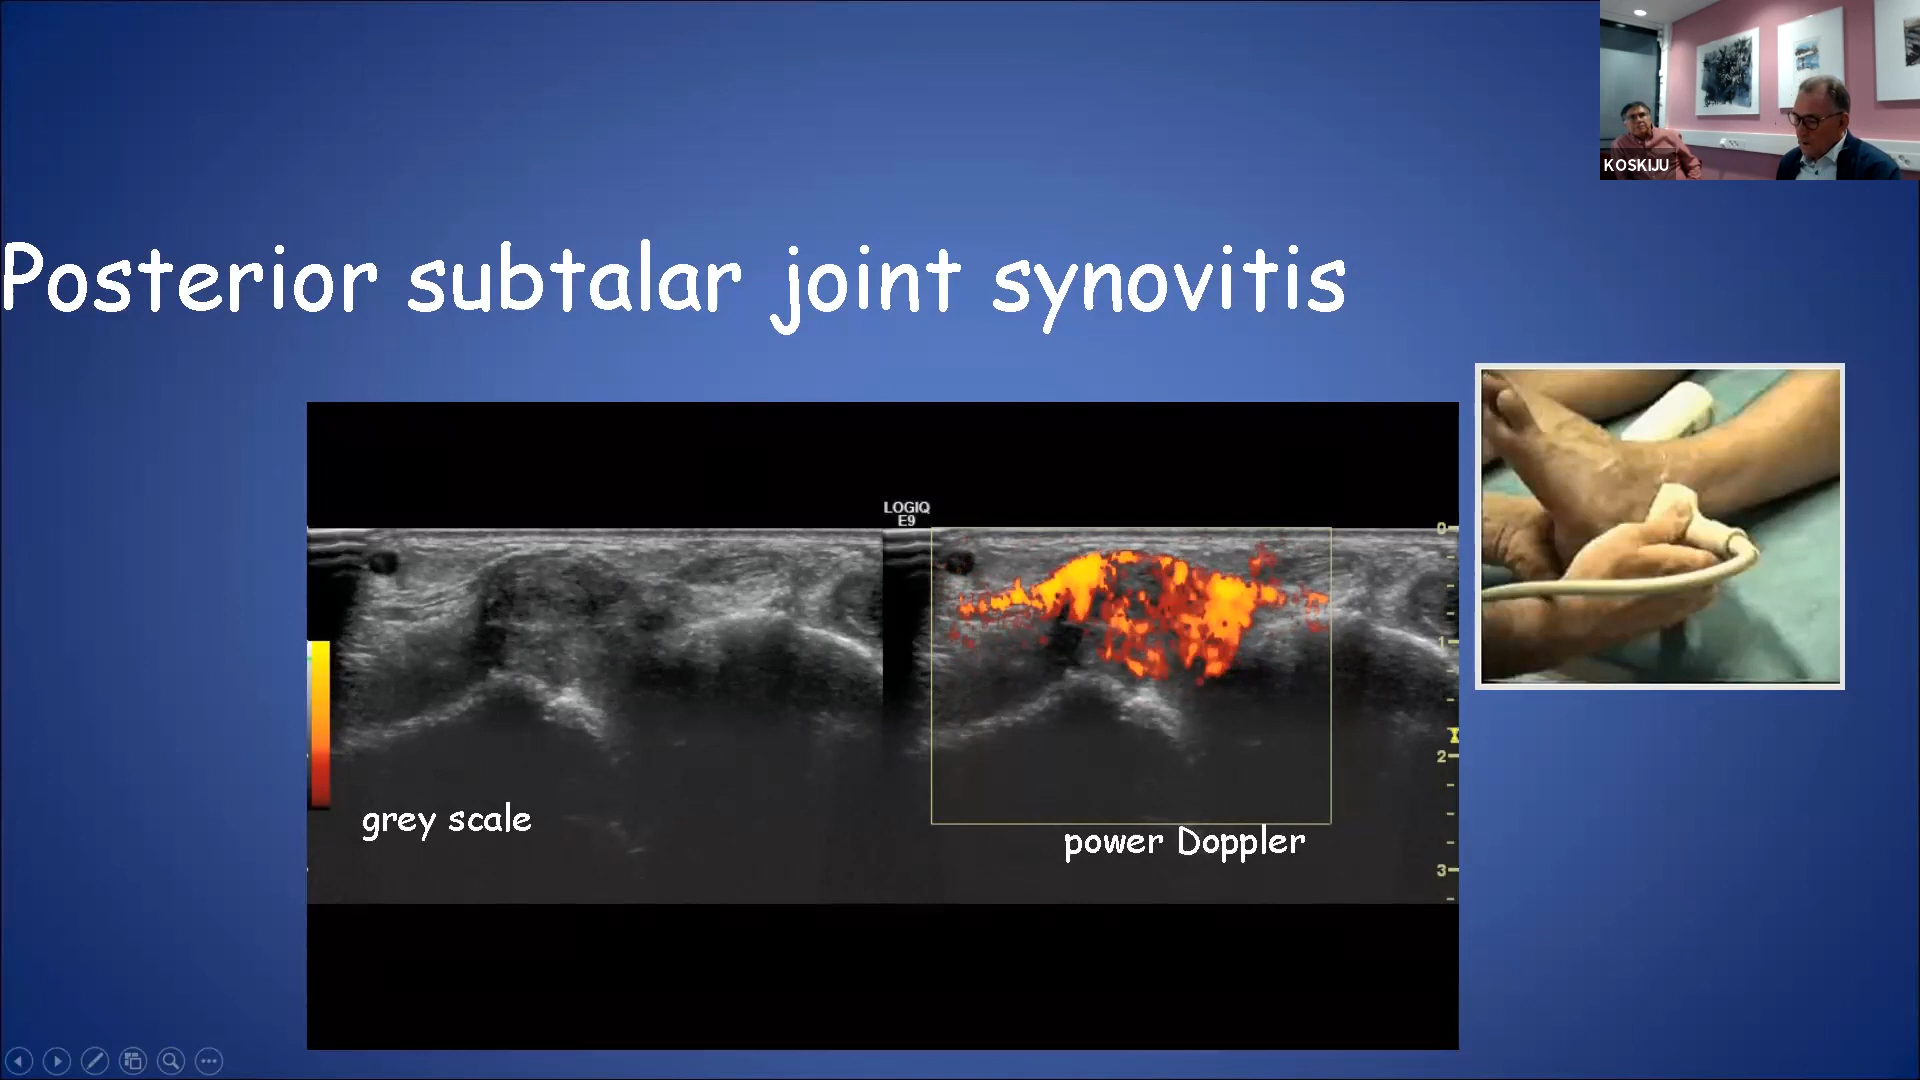 KOSKIJU
Posterior subtalar joint synovitis
LOGIQ
E9
0
1
2
3
grey scale
power Doppler